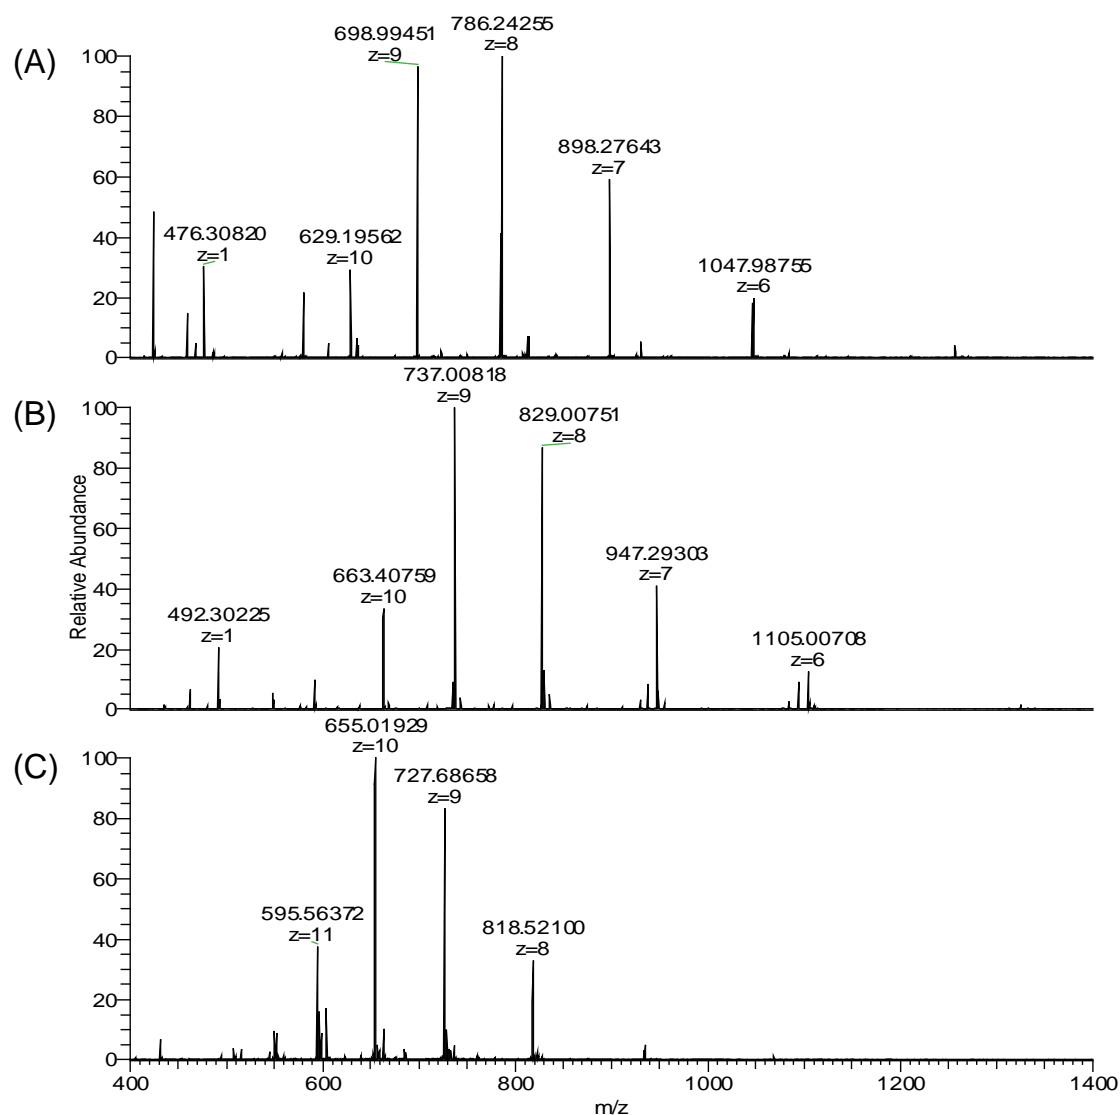 (A)
786.24255
z=8
698.99451
z=9
898.27643
z=7
476.30820
z=1
629.19562
z=10
1047.98755
z=6
100
80
60
40
20
0
(B)
737.00818
z=9
829.00751
z=8
947.29303
z=7
663.40759
z=10
492.30225
z=1
1105.00708
z=6
100
80
60
40
20
0
Relative Abundance
(C)
655.01929
z=10
727.68658
z=9
595.56372
z=11
818.52100
z=8
100
80
60
40
20
0
400
600
800
1000
1200
1400
m/z